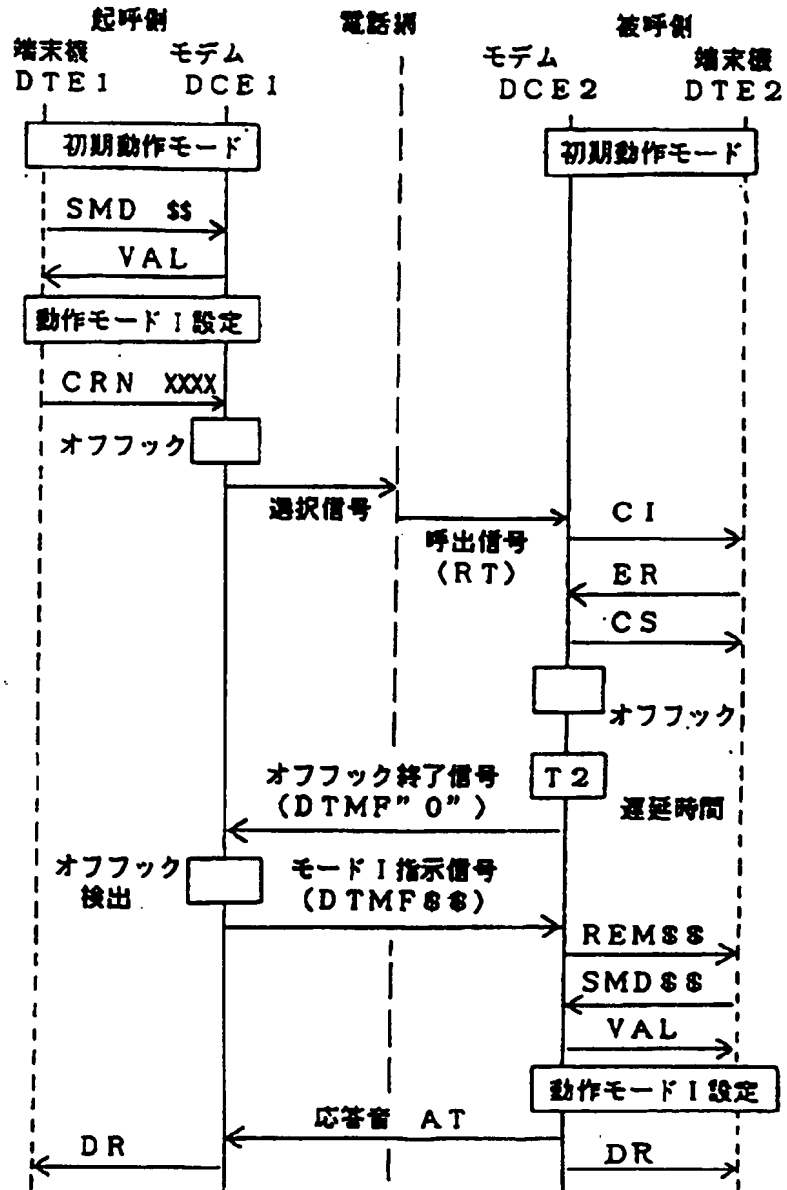 起呼側 電話網 被呼側
端末機 モデム モデム 端末機
DTE1 DCE1 DCE2 DTE2
初期動作モード 初期動作モード
SMD $$
VAL
動作モードI設定
CRN XXXX
オフフック
選択信号
呼出信号
(RT)
CI
ER
CS
オフフック
T2
遅延時間
オフフック終了信号
(DTMF”0”)
オフフック
検出
モードI指示信号
(DTMF$$)
REM$$
SMD$$
VAL
動作モードI設定
応答音 AT
DR DR